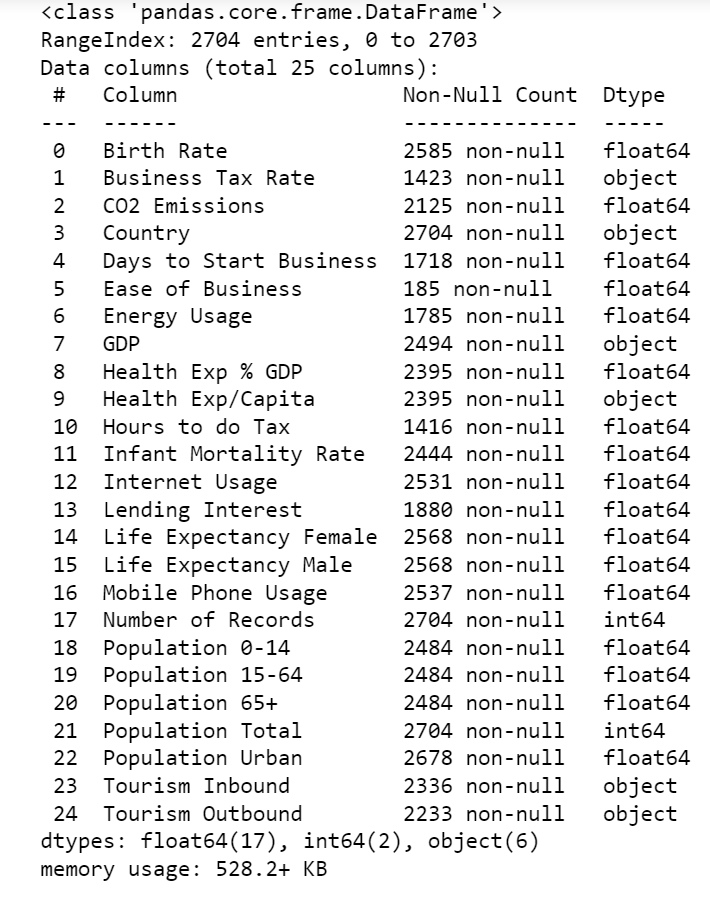 <class 'pandas.core.frame.DataFrame'>
RangeIndex: 2704 entries, 0 to 2703
Data columns (total 25 columns):
 #   Column                  Non-Null Count  Dtype
---  ------                  --------------  -----
 0   Birth Rate              2585 non-null   float64
 1   Business Tax Rate       1423 non-null   object
 2   CO2 Emissions           2125 non-null   float64
 3   Country                 2704 non-null   object
 4   Days to Start Business  1718 non-null   float64
 5   Ease of Business        185 non-null    float64
 6   Energy Usage            1785 non-null   float64
 7   GDP                     2494 non-null   object
 8   Health Exp % GDP        2395 non-null   float64
 9   Health Exp/Capita       2395 non-null   object
 10  Hours to do Tax         1416 non-null   float64
 11  Infant Mortality Rate   2444 non-null   float64
 12  Internet Usage          2531 non-null   float64
 13  Lending Interest        1880 non-null   float64
 14  Life Expectancy Female  2568 non-null   float64
 15  Life Expectancy Male    2568 non-null   float64
 16  Mobile Phone Usage      2537 non-null   float64
 17  Number of Records       2704 non-null   int64
 18  Population 0-14         2484 non-null   float64
 19  Population 15-64        2484 non-null   float64
 20  Population 65+          2484 non-null   float64
 21  Population Total        2704 non-null   int64
 22  Population Urban        2678 non-null   float64
 23  Tourism Inbound         2336 non-null   object
 24  Tourism Outbound        2233 non-null   object
dtypes: float64(17), int64(2), object(6)
memory usage: 528.2+ KB